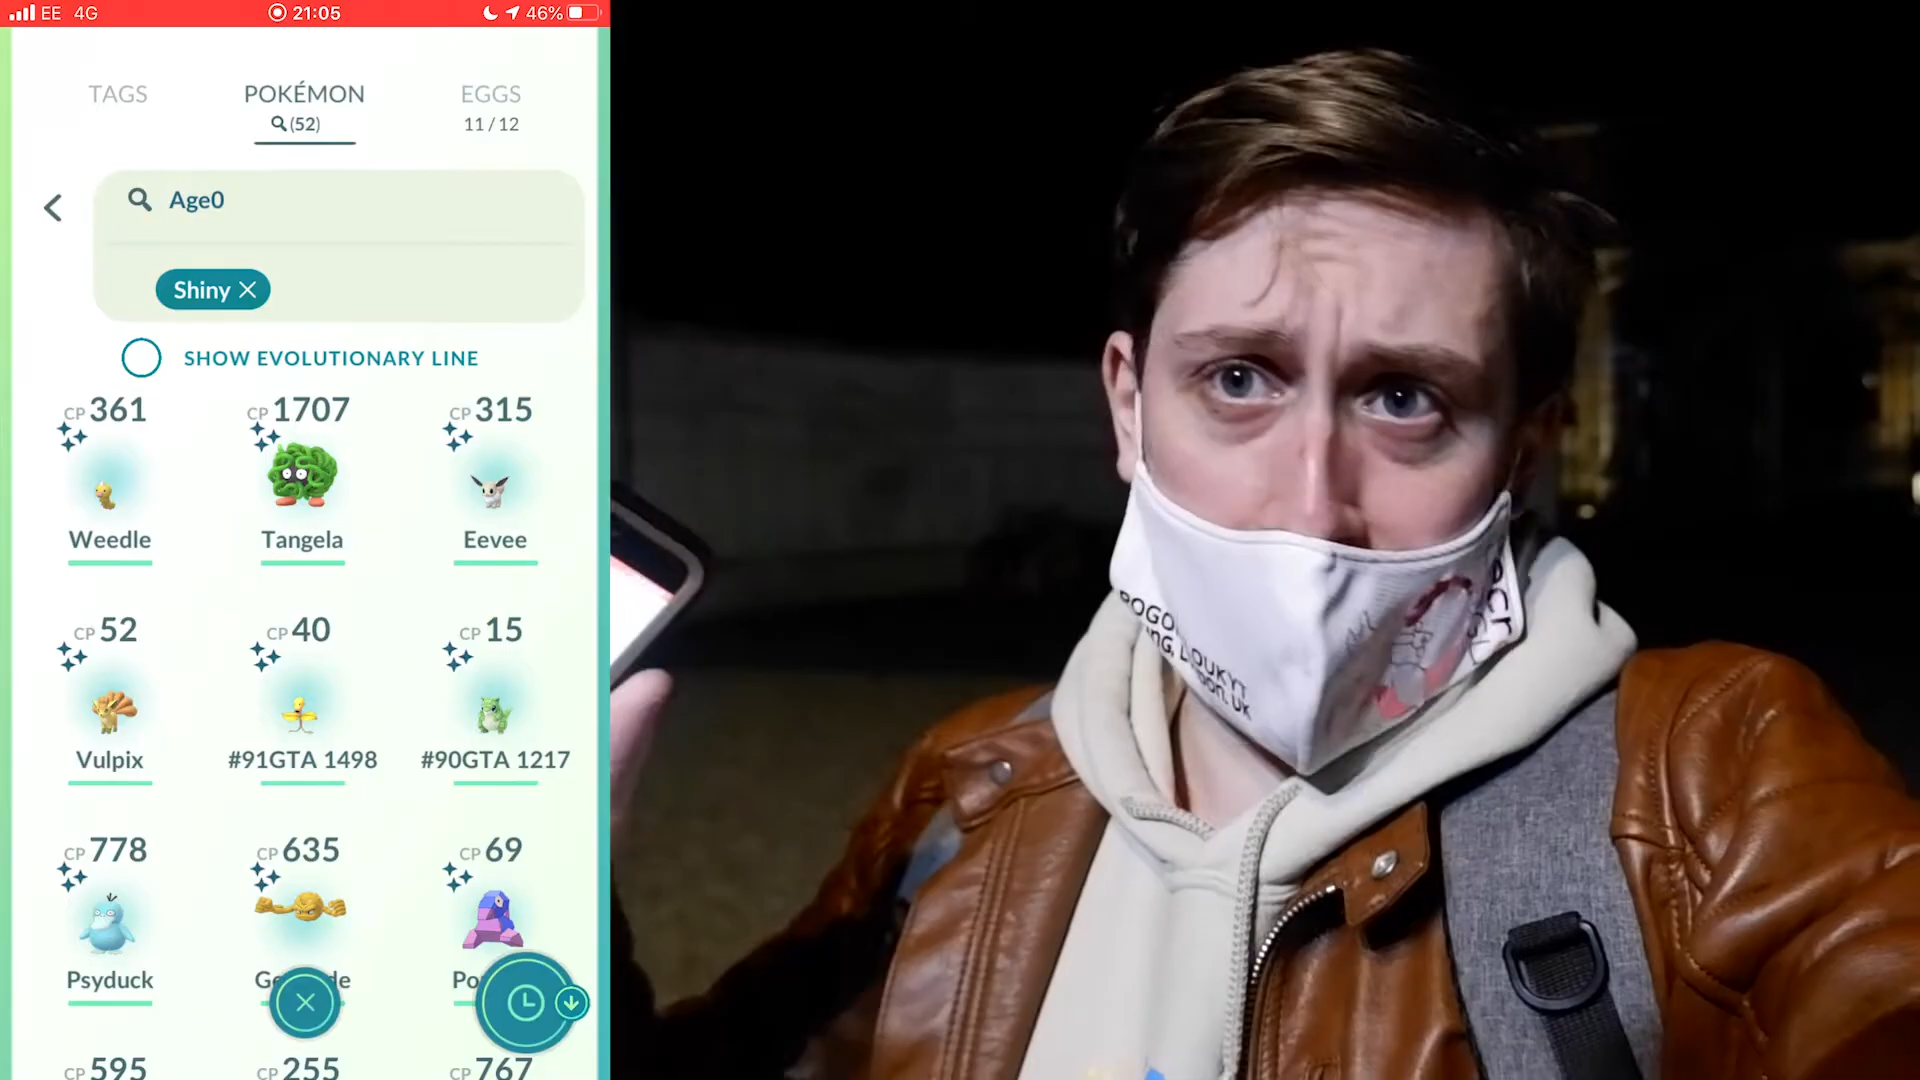 EE 4G 21:05 46%
TAGS POKÉMON EGGS
(52) 11 / 12
Age0
Shiny
SHOW EVOLUTIONARY LINE
CP 361 CP 1707 CP 315
Weedle Tangela Eevee
CP 52 CP 40 CP 15
Vulpix #91GTA 1498 #90GTA 1217
CP 778 CP 635 CP 69
Psyduck
CP 595 CP 255 CP 767
UK